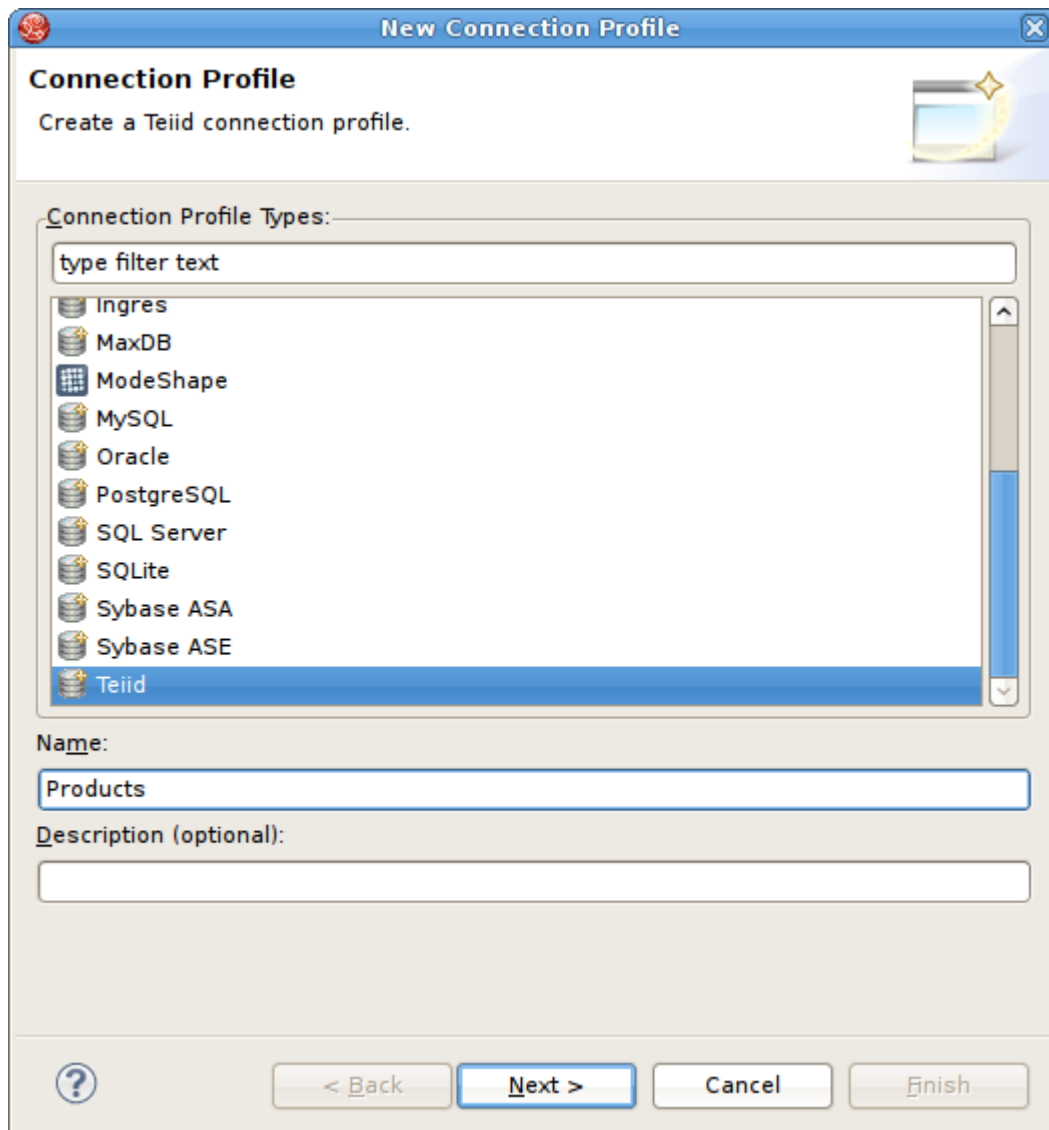 New Connection Profile
Connection Profile
Create a Teiid connection profile.
Connection Profile Types:
type filter text
Ingres
MaxDB
ModeShape
MySQL
Oracle
PostgreSQL
SQL Server
SQLite
Sybase ASA
Sybase ASE
Teiid
Name:
Products
Description (optional):
? < Back Next > Cancel Finish